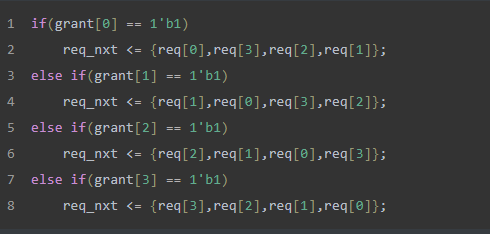 1 if(grant[0] == 1'b1)
2 req_nxt <= {req[0],req[3],req[2],req[1]};
3 else if(grant[1] == 1'b1)
4 req_nxt <= {req[1],req[0],req[3],req[2]};
5 else if(grant[2] == 1'b1)
6 req_nxt <= {req[2],req[1],req[0],req[3]};
7 else if(grant[3] == 1'b1)
8 req_nxt <= {req[3],req[2],req[1],req[0]};